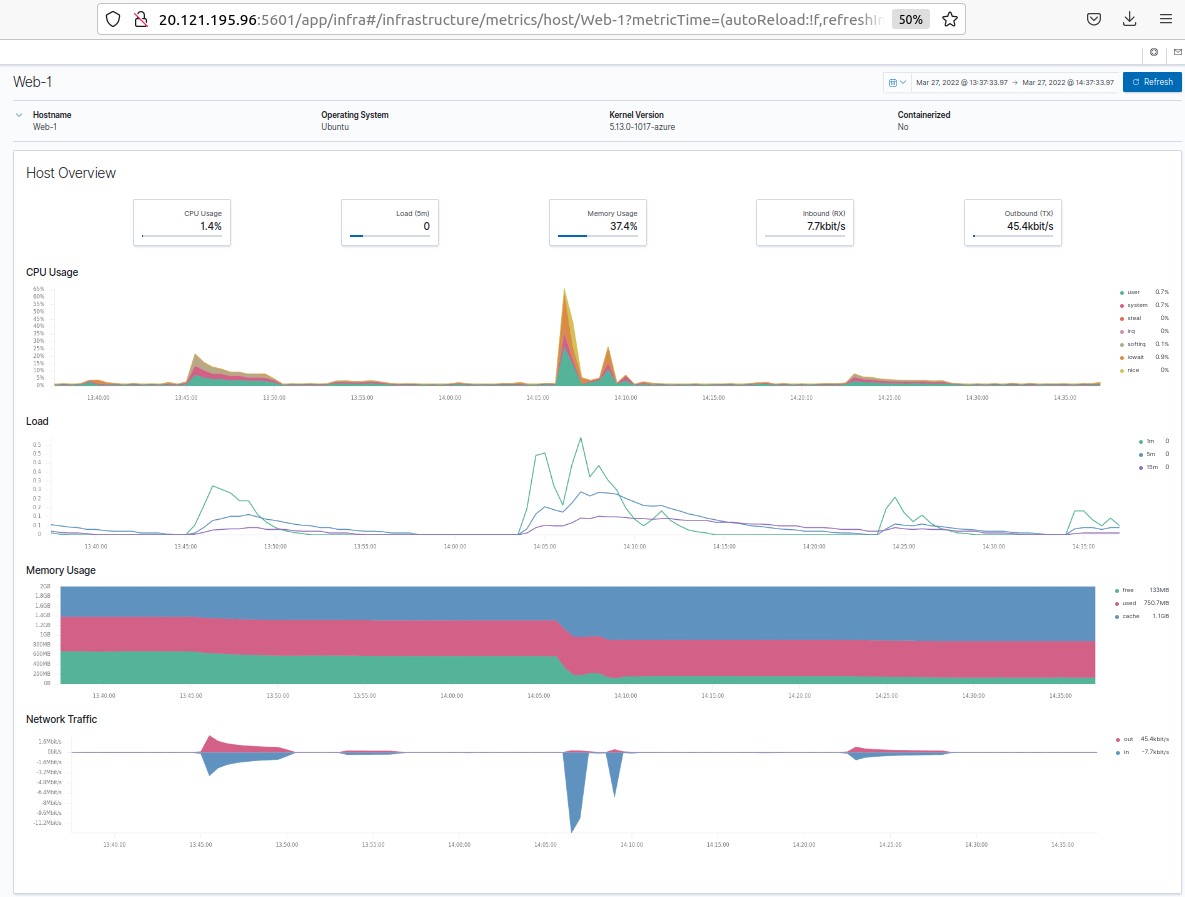 20.121.195.96:5601/app/infra#/infrastructure/metrics/host/Web-1?metricTime=(autoReload:!f,refreshIn 50%
Web-1
Mar 27, 2022 @ 13:37:33.97 → Mar 27, 2022 @ 14:37:33.97 Refresh
Hostname Operating System Kernel Version Containerized
Web-1 Ubuntu 5.13.0-1017-azure No
Host Overview
CPU Usage Load (5m) Memory Usage Inbound (RX) Outbound (TX)
1.4% 0 37.4% 7.7kbit/s 45.4kbit/s
CPU Usage
65%
60%
55%
50%
45%
40%
35%
30%
25%
20%
15%
10%
5%
0%
user 0.7%
system 0.7%
steal 0%
irq 0%
softirq 0.1%
iowait 0.9%
nice 0%
13:40:00 13:45:00 13:50:00 13:55:00 14:00:00 14:05:00 14:10:00 14:15:00 14:20:00 14:25:00 14:30:00 14:35:00
Load
0.5
0.5
0.4
0.4
0.3
0.3
0.2
0.2
0.1
0.1
0
1m 0
5m 0
15m 0
13:40:00 13:45:00 13:50:00 13:55:00 14:00:00 14:05:00 14:10:00 14:15:00 14:20:00 14:25:00 14:30:00 14:35:00
Memory Usage
2GB
1.8GB
1.6GB
1.4GB
1.2GB
1GB
800MB
600MB
400MB
200MB
0B
free 133MB
used 750.7MB
cache 1.1GB
13:40:00 13:45:00 13:50:00 13:55:00 14:00:00 14:05:00 14:10:00 14:15:00 14:20:00 14:25:00 14:30:00 14:35:00
Network Traffic
1.6Mbit/s
0bit/s
-1.6Mbit/s
-3.2Mbit/s
-4.8Mbit/s
-6.4Mbit/s
-8Mbit/s
-9.6Mbit/s
-11.2Mbit/s
out 45.4kbit/s
in -7.7kbit/s
13:40:00 13:45:00 13:50:00 13:55:00 14:00:00 14:05:00 14:10:00 14:15:00 14:20:00 14:25:00 14:30:00 14:35:00